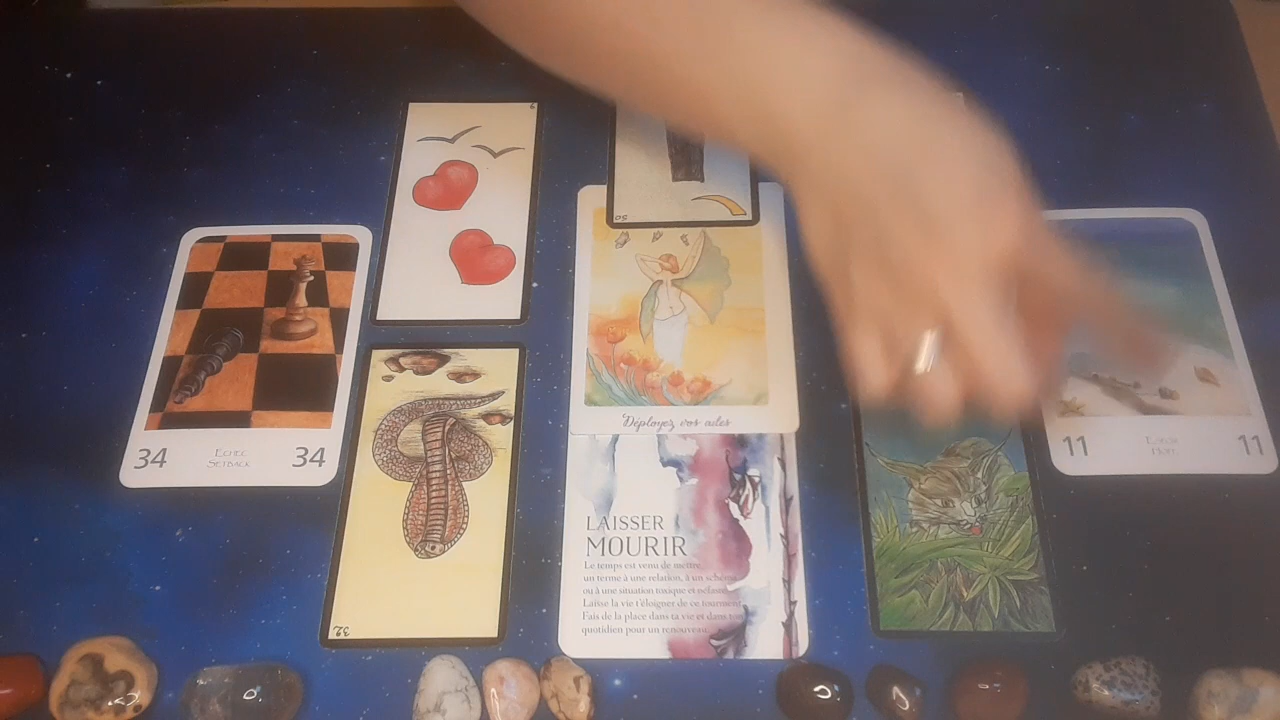 34
ECHEC
SETBACK
34
Déployez vos ailes
LAISSER
MOURIR
Le temps est venu de mettre
un terme à une relation, à un schéma
ou à une situation toxique et néfaste.
Laisse la vie t'éloigner de ce tourment.
Fais de la place dans ta vie et dans ton
quotidien pour un renouveau.
32
50
11
11